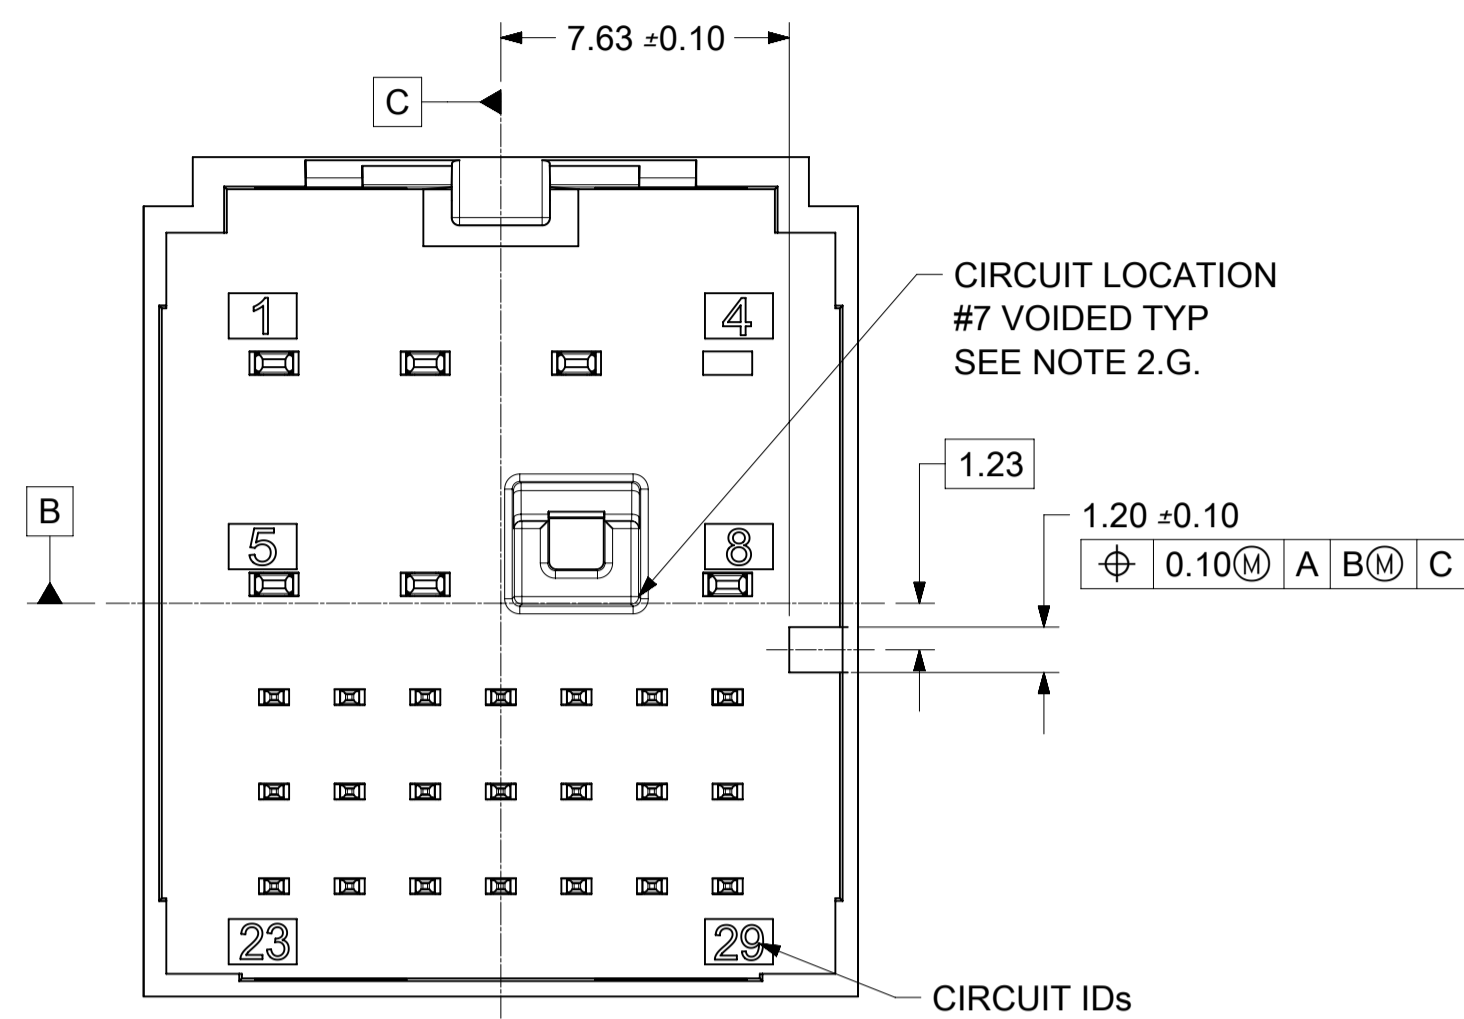 7.63 ±0.10
C
CIRCUIT LOCATION
#7 VOIDED TYP
SEE NOTE 2.G.
1
4
1.23
B
1.20 ±0.10
⌖ 0.10Ⓜ A BⓂ C
5
8
23
29
CIRCUIT IDs